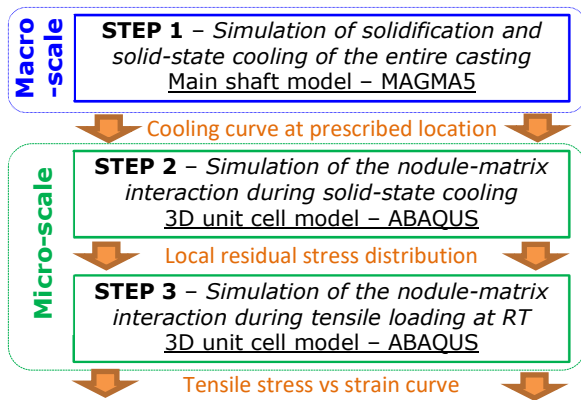 Macro
-scale
STEP 1 – Simulation of solidification and
solid-state cooling of the entire casting
Main shaft model – MAGMA5
Cooling curve at prescribed location
Micro-scale
STEP 2 – Simulation of the nodule-matrix
interaction during solid-state cooling
3D unit cell model – ABAQUS
Local residual stress distribution
STEP 3 – Simulation of the nodule-matrix
interaction during tensile loading at RT
3D unit cell model – ABAQUS
Tensile stress vs strain curve